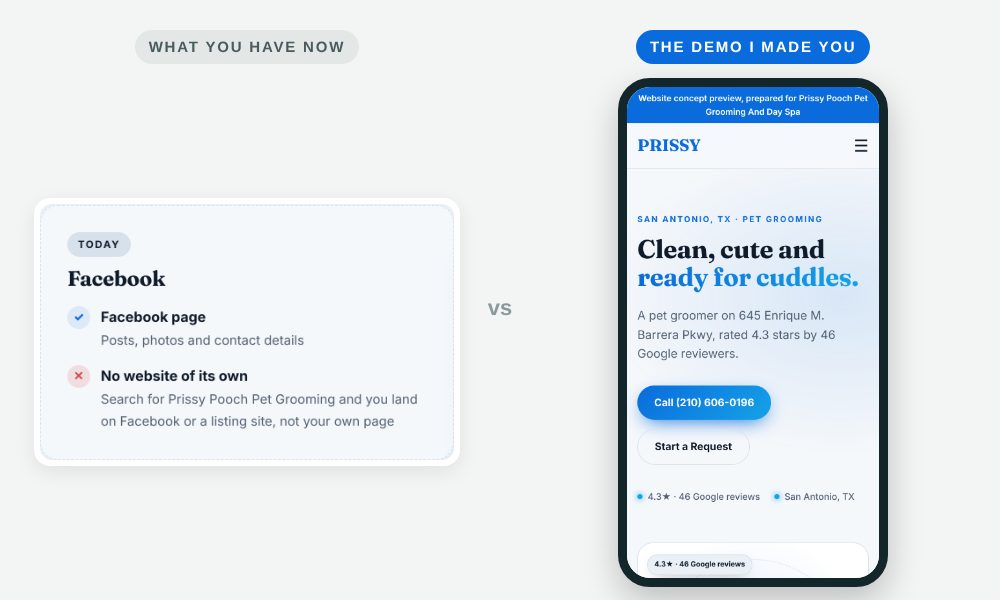 WHAT YOU HAVE NOW
TODAY
Facebook
Facebook page
Posts, photos and contact details
No website of its own
Search for Prissy Pooch Pet Grooming and you land
on Facebook or a listing site, not your own page
vs
THE DEMO I MADE YOU
Website concept preview, prepared for Prissy Pooch Pet
Grooming And Day Spa
PRISSY
SAN ANTONIO, TX · PET GROOMING
Clean, cute and
ready for cuddles.
A pet groomer on 645 Enrique M.
Barrera Pkwy, rated 4.3 stars by 46
Google reviewers.
Call (210) 606-0196
Start a Request
4.3★ · 46 Google reviews
San Antonio, TX
4.3★ · 46 Google reviews